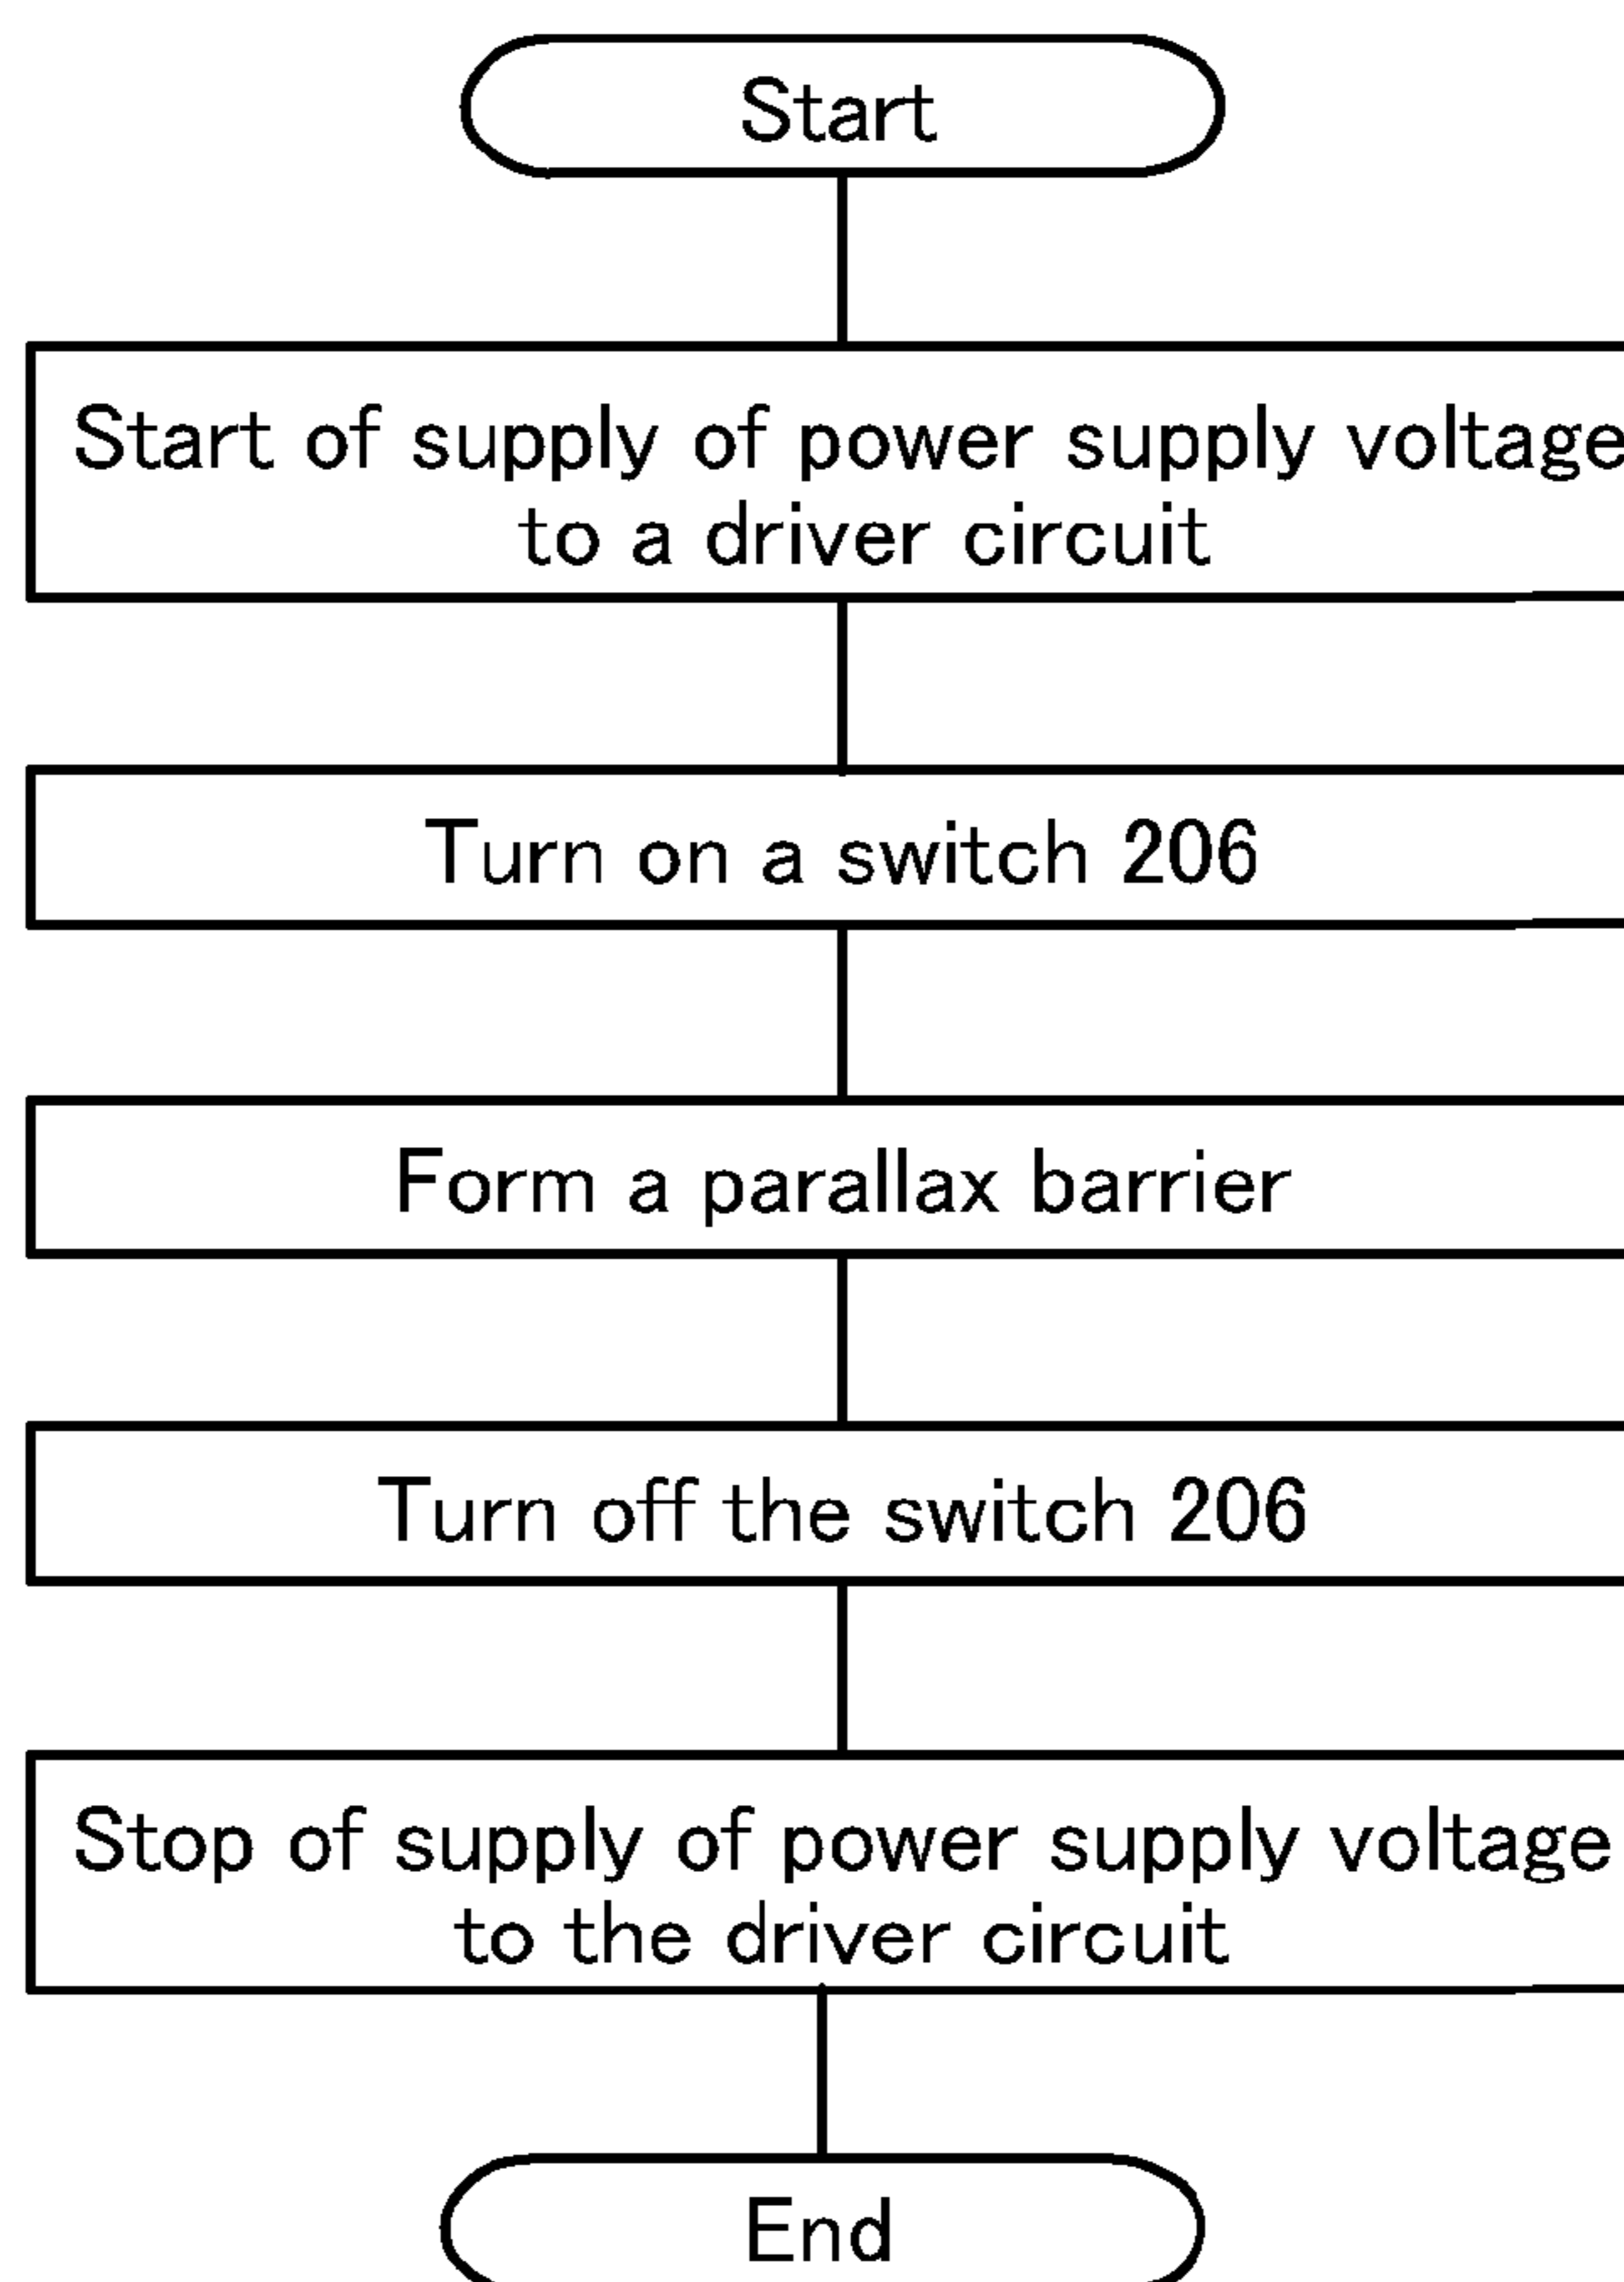 Start
Start of supply of power supply voltage
to a driver circuit
Turn on a switch 206
Form a parallax barrier
Turn off the switch 206
Stop of supply of power supply voltage
to the driver circuit
End